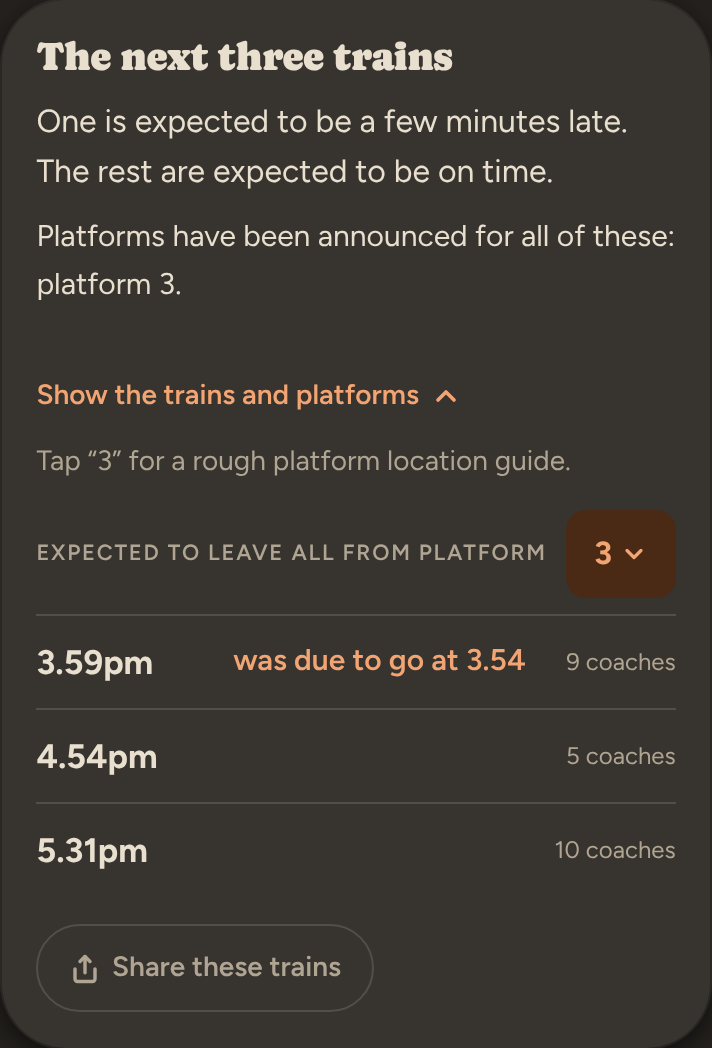 The next three trains
One is expected to be a few minutes late.
The rest are expected to be on time.
Platforms have been announced for all of these:
platform 3.
Show the trains and platforms
Tap “3” for a rough platform location guide.
EXPECTED TO LEAVE ALL FROM PLATFORM 3
3.59pm was due to go at 3.54 9 coaches
4.54pm 5 coaches
5.31pm 10 coaches
Share these trains